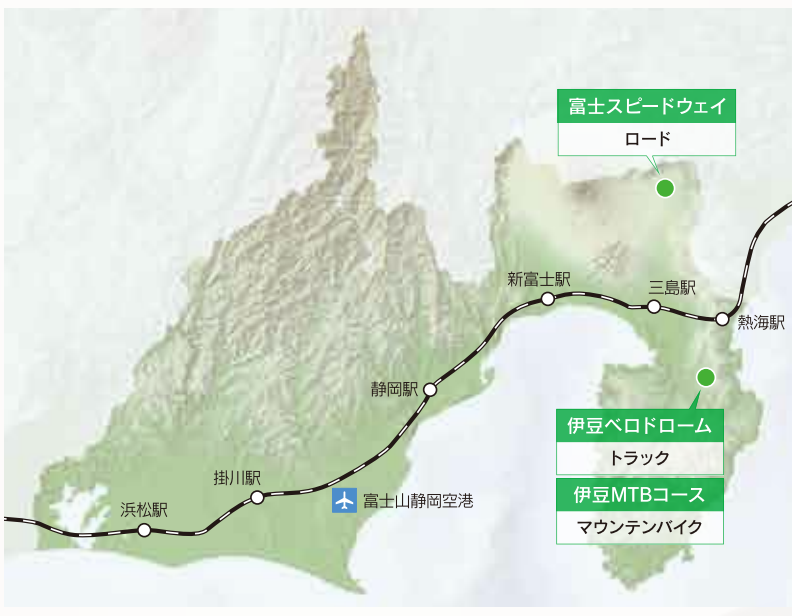 富士スピードウェイ
ロード
新富士駅
三島駅
熱海駅
静岡駅
伊豆ベロドローム
トラック
掛川駅
伊豆MTBコース
富士山静岡空港
浜松駅
マウンテンバイク